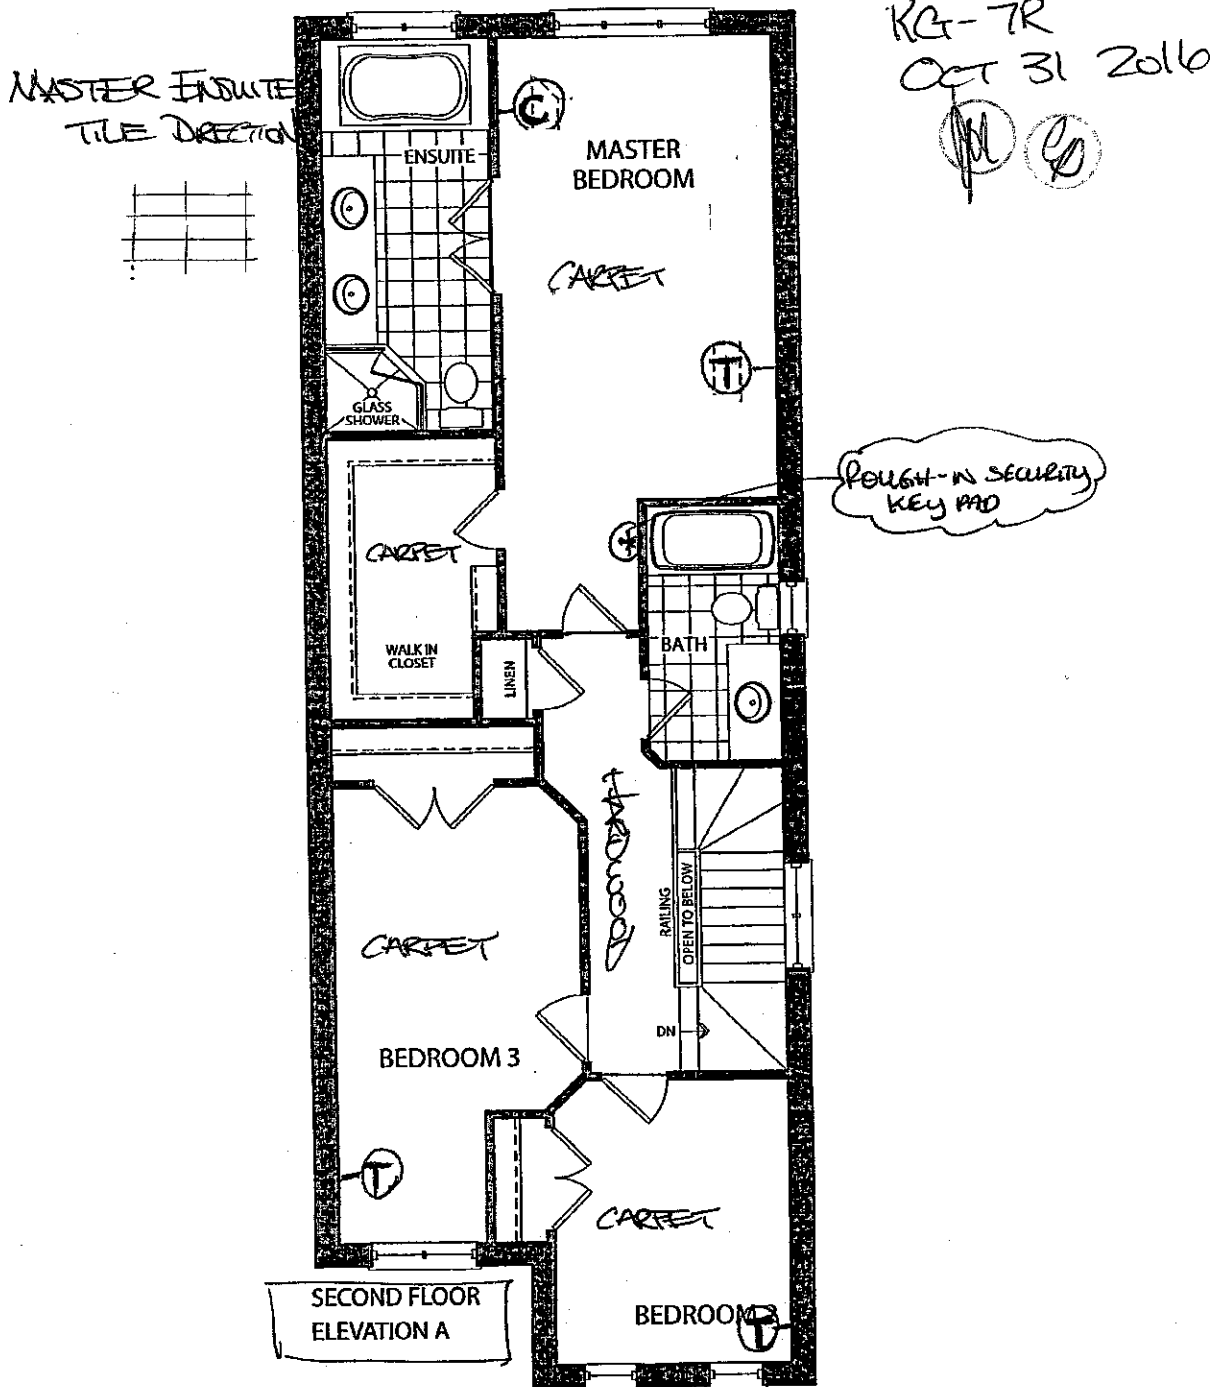 KG-7R
OCT 31 2016
MASTER ENSUITE
TILE DIRECTION
C
ENSUITE
MASTER
BEDROOM
CARPET
T
GLASS
SHOWER
ROUGH-IN SECURITY
KEY PAD
CARPET
WALK IN
CLOSET
LINEN
BATH
HARDWOOD
RAILING
OPEN TO BELOW
DN
CARPET
BEDROOM 3
T
CARPET
BEDROOM
T
SECOND FLOOR
ELEVATION A